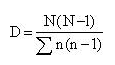 D = N(N-1) / ∑ n(n-1)